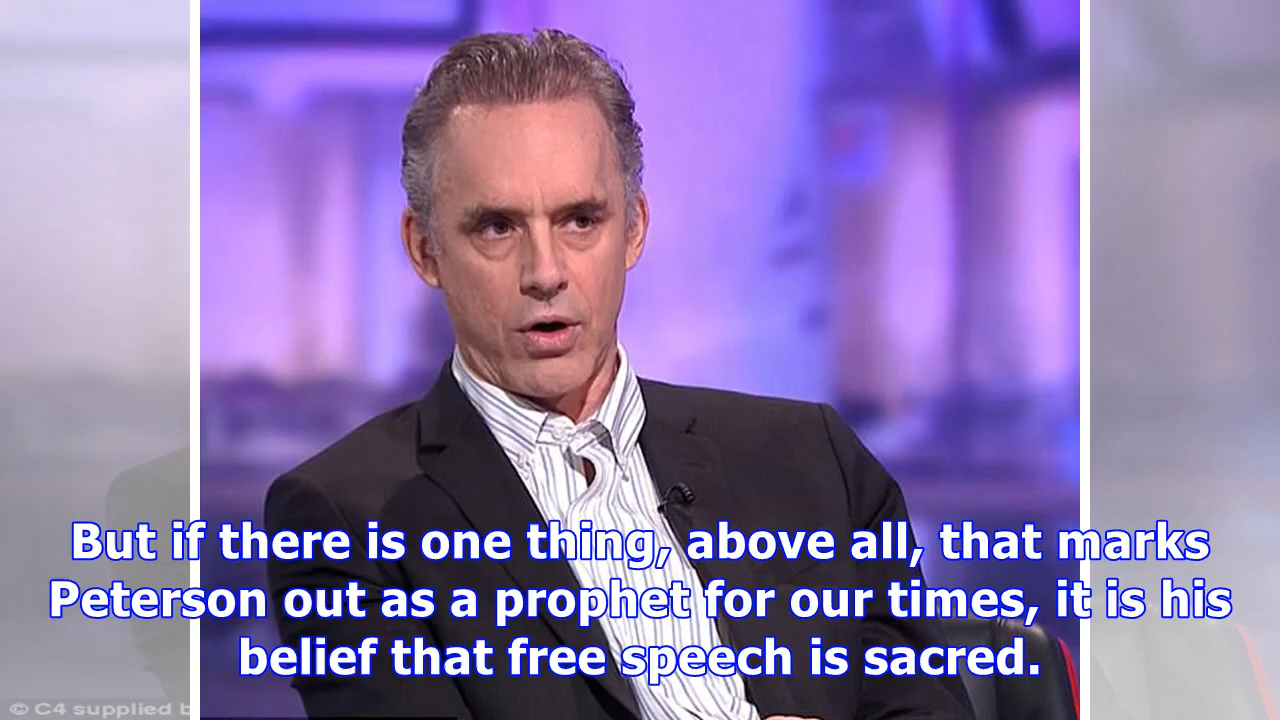 But if there is one thing, above all, that marks
Peterson out as a prophet for our times, it is his
belief that free speech is sacred.
© C4 supplied b